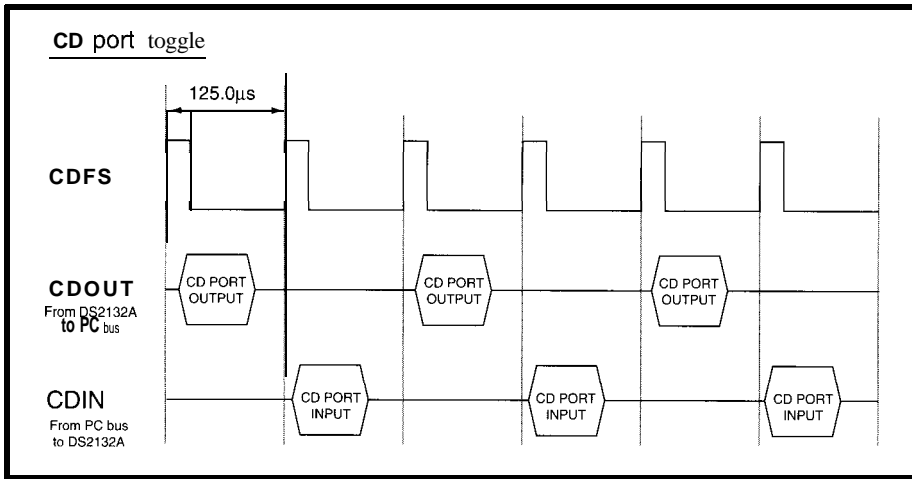 CD port toggle
125.0μs
CDFS
CDOUT
From DS2132A
to PC bus
CD PORT
OUTPUT
CD PORT
OUTPUT
CD PORT
OUTPUT
CDIN
From PC bus
to DS2132A
CD PORT
INPUT
CD PORT
INPUT
CD PORT
INPUT